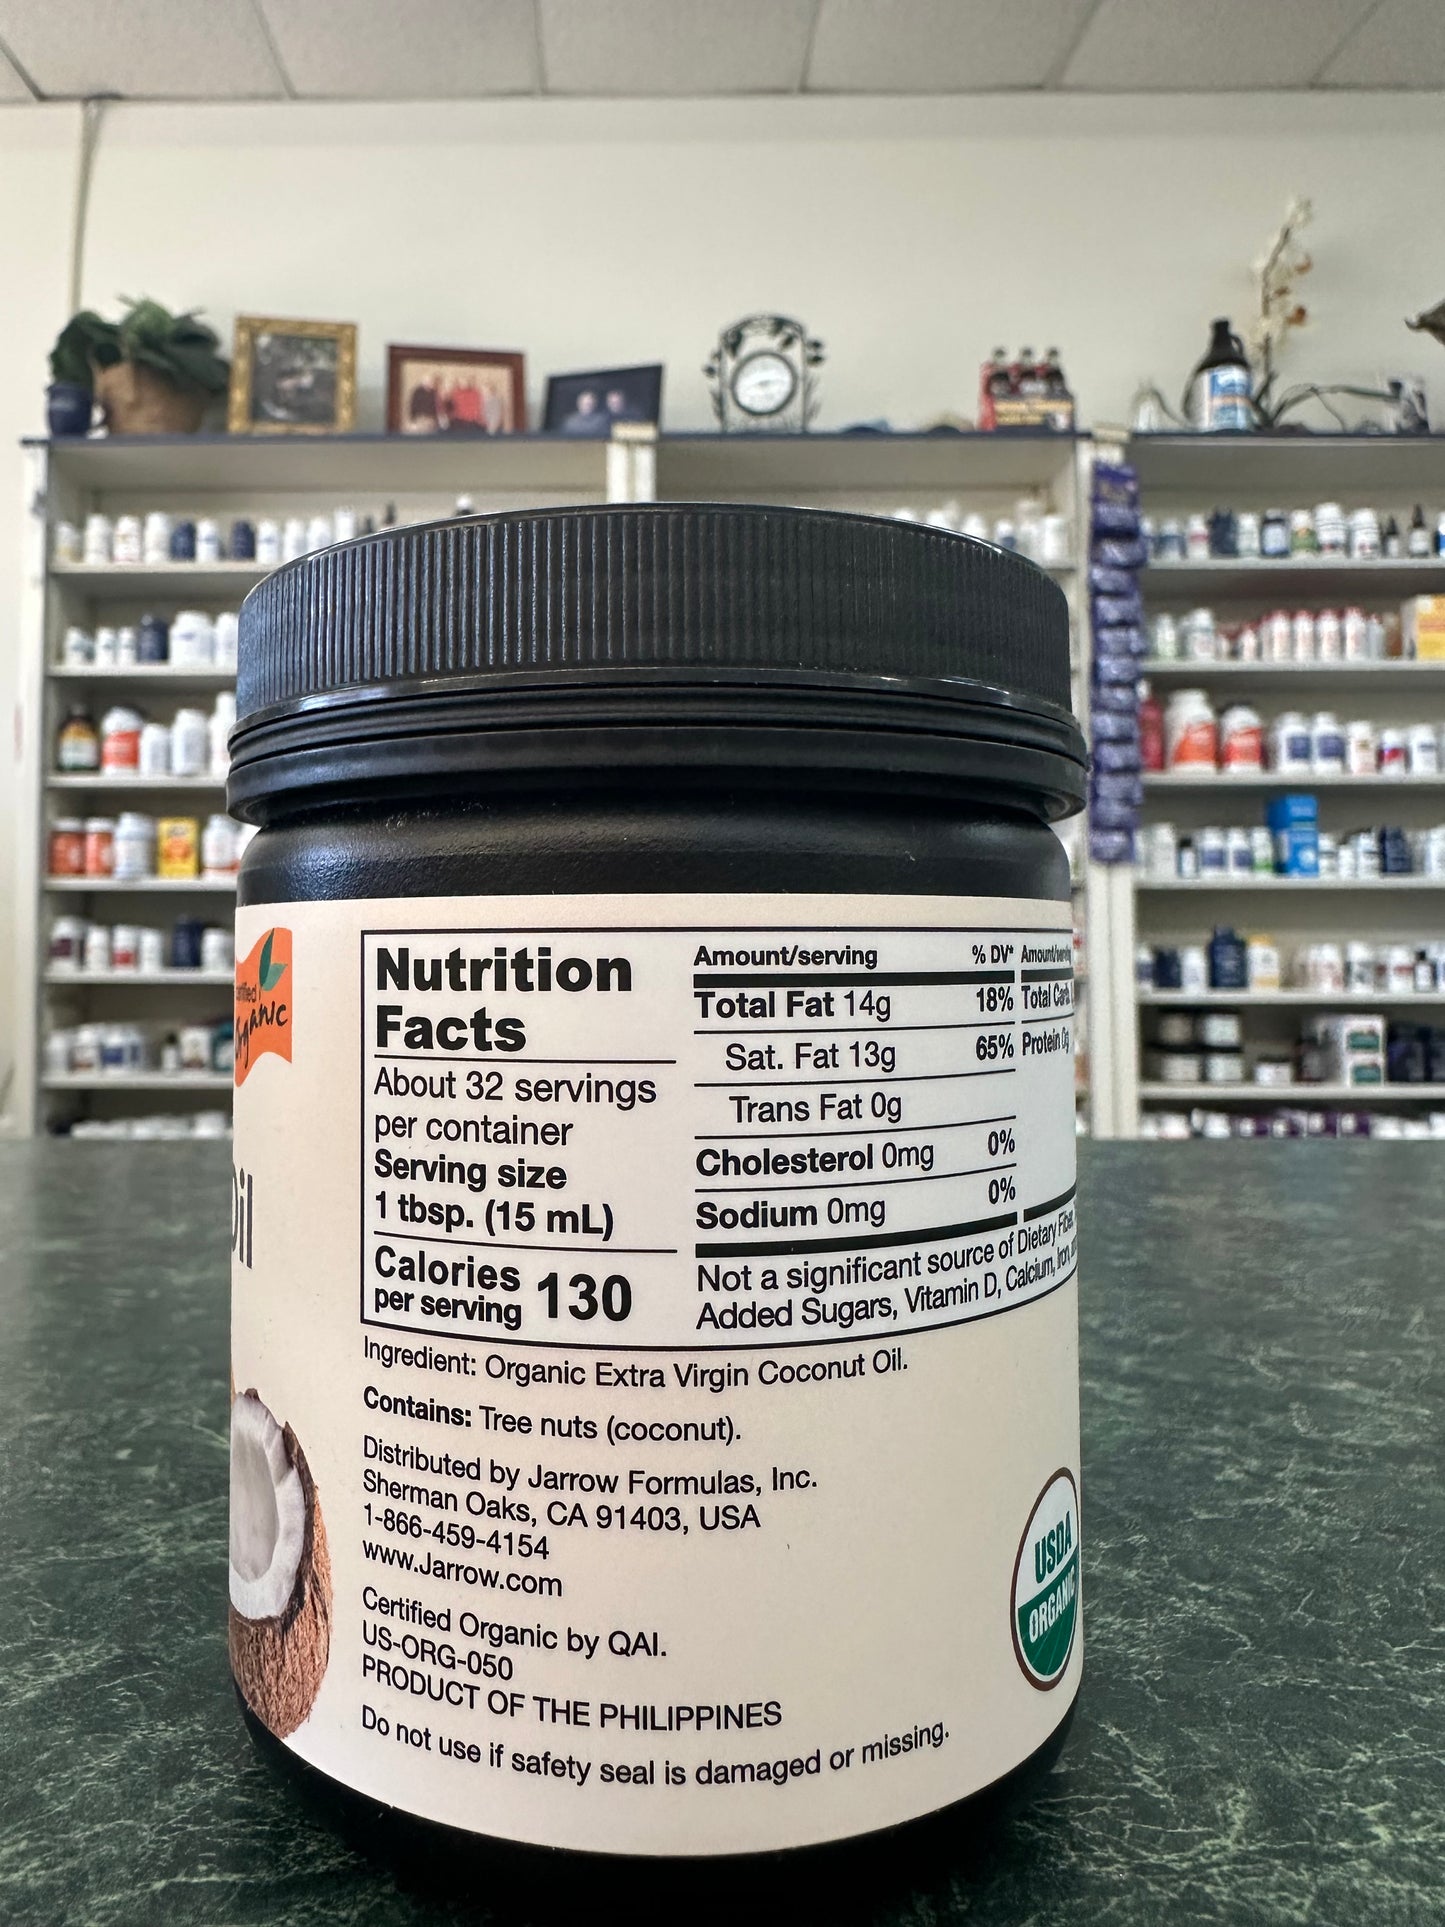 Certified
Organic
Oil
Nutrition
Facts
About 32 servings
per container
Serving size
1 tbsp. (15 mL)
Calories
per serving 130
Amount/serving % DV*
Total Fat 14g 18%
Sat. Fat 13g 65%
Trans Fat 0g
Cholesterol 0mg 0%
Sodium 0mg 0%
Amount/serving
Total Carb.
Protein 0g
Not a significant source of Dietary Fiber,
Added Sugars, Vitamin D, Calcium, Iron,
Ingredient: Organic Extra Virgin Coconut Oil.
Contains: Tree nuts (coconut).
Distributed by Jarrow Formulas, Inc.
Sherman Oaks, CA 91403, USA
1-866-459-4154
www.Jarrow.com
Certified Organic by QAI.
US-ORG-050
PRODUCT OF THE PHILIPPINES
Do not use if safety seal is damaged or missing.
USDA
ORGANIC